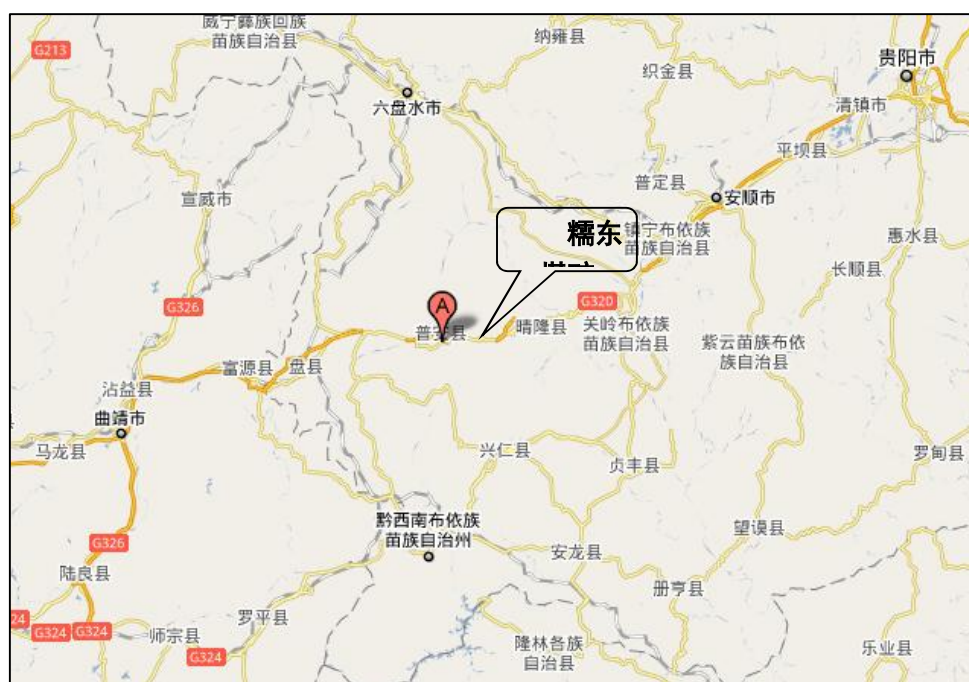 威宁彝族回族
苗族自治县
纳雍县
贵阳市
G213
织金县
六盘水市
清镇市
平坝县
普定县
安顺市
宣威市
糯东
镇宁布依族
苗族自治县
惠水县
长顺县
G326
G320
A
普安县
晴隆县
关岭布依族
苗族自治县
紫云苗族布依
族自治县
富源县
盘县
沾益县
曲靖市
马龙县
兴仁县
贞丰县
罗甸县
黔西南布依族
苗族自治州
望谟县
G326
安龙县
陆良县
册亨县
罗平县
24
G324
G324
师宗县
G324
隆林各族
自治县
乐业县